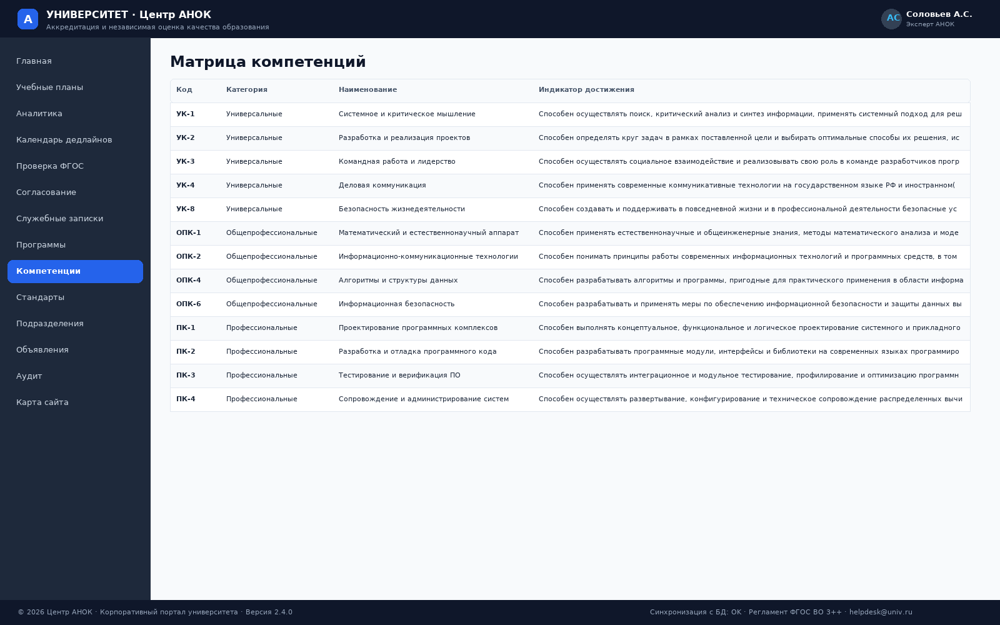 А
УНИВЕРСИТЕТ · Центр АНОК
Аккредитация и независимая оценка качества образования
АС
Соловьев А.С.
Эксперт АНОК
Главная
Учебные планы
Аналитика
Календарь дедлайнов
Проверка ФГОС
Согласование
Служебные записки
Программы
Компетенции
Стандарты
Подразделения
Объявления
Аудит
Карта сайта
Матрица компетенций
Код Категория Наименование Индикатор достижения
УК-1 Универсальные Системное и критическое мышление Способен осуществлять поиск, критический анализ и синтез информации, применять системный подход для реш
УК-2 Универсальные Разработка и реализация проектов Способен определять круг задач в рамках поставленной цели и выбирать оптимальные способы их решения, ис
УК-3 Универсальные Командная работа и лидерство Способен осуществлять социальное взаимодействие и реализовывать свою роль в команде разработчиков прогр
УК-4 Универсальные Деловая коммуникация Способен применять современные коммуникативные технологии на государственном языке РФ и иностранном(
УК-8 Универсальные Безопасность жизнедеятельности Способен создавать и поддерживать в повседневной жизни и в профессиональной деятельности безопасные ус
ОПК-1 Общепрофессиональные Математический и естественнонаучный аппарат Способен применять естественнонаучные и общеинженерные знания, методы математического анализа и моде
ОПК-2 Общепрофессиональные Информационно-коммуникационные технологии Способен понимать принципы работы современных информационных технологий и программных средств, в том
ОПК-4 Общепрофессиональные Алгоритмы и структуры данных Способен разрабатывать алгоритмы и программы, пригодные для практического применения в области информа
ОПК-6 Общепрофессиональные Информационная безопасность Способен разрабатывать и применять меры по обеспечению информационной безопасности и защиты данных вы
ПК-1 Профессиональные Проектирование программных комплексов Способен выполнять концептуальное, функциональное и логическое проектирование системного и прикладного
ПК-2 Профессиональные Разработка и отладка программного кода Способен разрабатывать программные модули, интерфейсы и библиотеки на современных языках программиро
ПК-3 Профессиональные Тестирование и верификация ПО Способен осуществлять интеграционное и модульное тестирование, профилирование и оптимизацию программн
ПК-4 Профессиональные Сопровождение и администрирование систем Способен осуществлять развертывание, конфигурирование и техническое сопровождение распределенных вычи
© 2026 Центр АНОК · Корпоративный портал университета · Версия 2.4.0
Синхронизация с БД: OK · Регламент ФГОС ВО 3++ · helpdesk@univ.ru